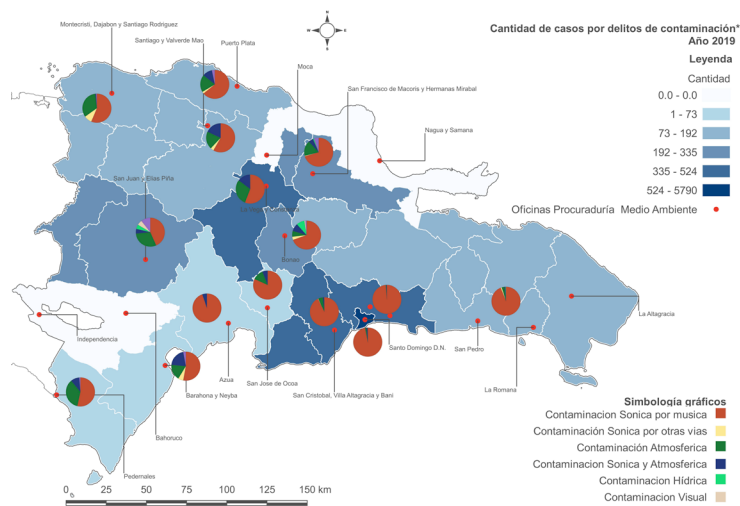 Cantidad de casos por delitos de contaminación*
Año 2019
Leyenda
Cantidad
0.0 - 0.0
1 - 73
73 - 192
192 - 335
335 - 524
524 - 5790
Oficinas Procuraduría Medio Ambiente
Montecristi, Dajabon y Santiago Rodriguez
Santiago y Valverde Mao
Puerto Plata
Moca
San Francisco de Macoris y Hermanas Mirabal
Nagua y Samana
San Juan y Elias Piña
La Vega y
Bonao
La Altagracia
Independencia
Azua
San Jose de Ocoa
San Cristobal, Villa Altagracia y Bani
Santo Domingo D.N.
San Pedro
La Romana
Barahona y Neyba
Bahoruco
Pedernales
Simbología gráficos
Contaminacion Sonica por musica
Contaminación Sonica por otras vias
Contaminación Atmosferica
Contaminacion Sonica y Atmosferica
Contaminacion Hídrica
Contaminacion Visual
0 25 50 75 100 150 km